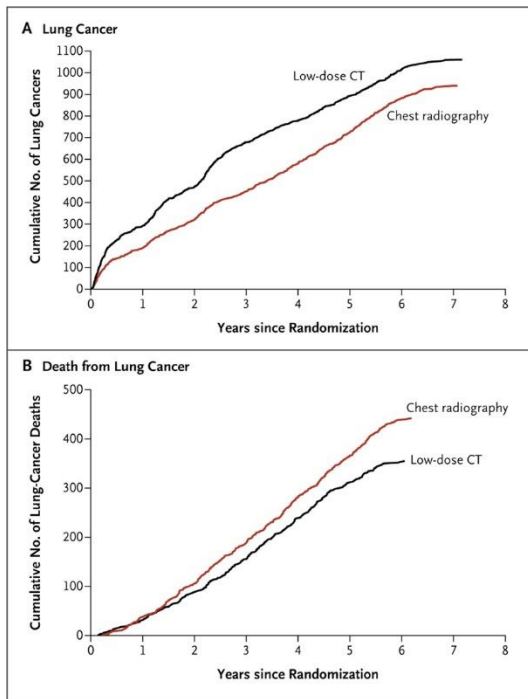 A Lung Cancer
Cumulative No. of Lung Cancers
1100
1000
900
800
700
600
500
400
300
200
100
0
Low-dose CT
Chest radiography
0 1 2 3 4 5 6 7 8
Years since Randomization
B Death from Lung Cancer
Cumulative No. of Lung-Cancer Deaths
500
400
300
200
100
0
Chest radiography
Low-dose CT
0 1 2 3 4 5 6 7 8
Years since Randomization